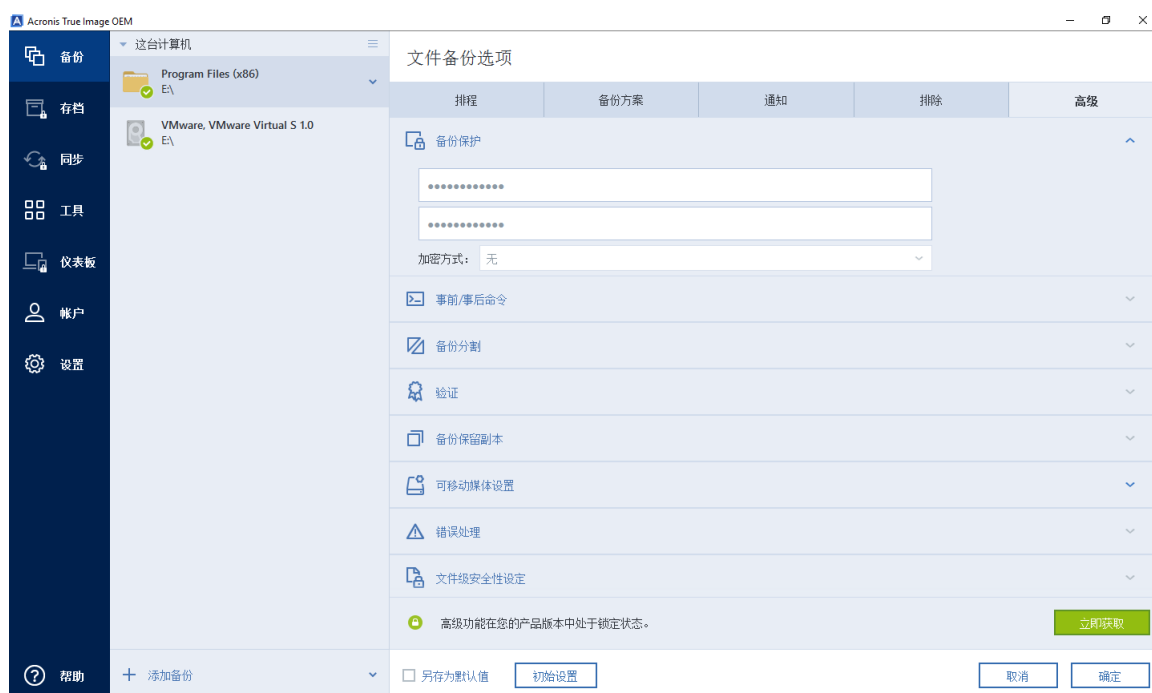 Acronis True Image OEM
备份
存档
同步
工具
仪表板
帐户
设置
帮助
这台计算机
Program Files (x86)
E:\
VMware, VMware Virtual S 1.0
E:\
添加备份
文件备份选项
排程 备份方案 通知 排除 高级
备份保护
加密方式： 无
事前/事后命令
备份分割
验证
备份保留副本
可移动媒体设置
错误处理
文件级安全性设定
高级功能在您的产品版本中处于锁定状态。 立即获取
另存为默认值 初始设置 取消 确定